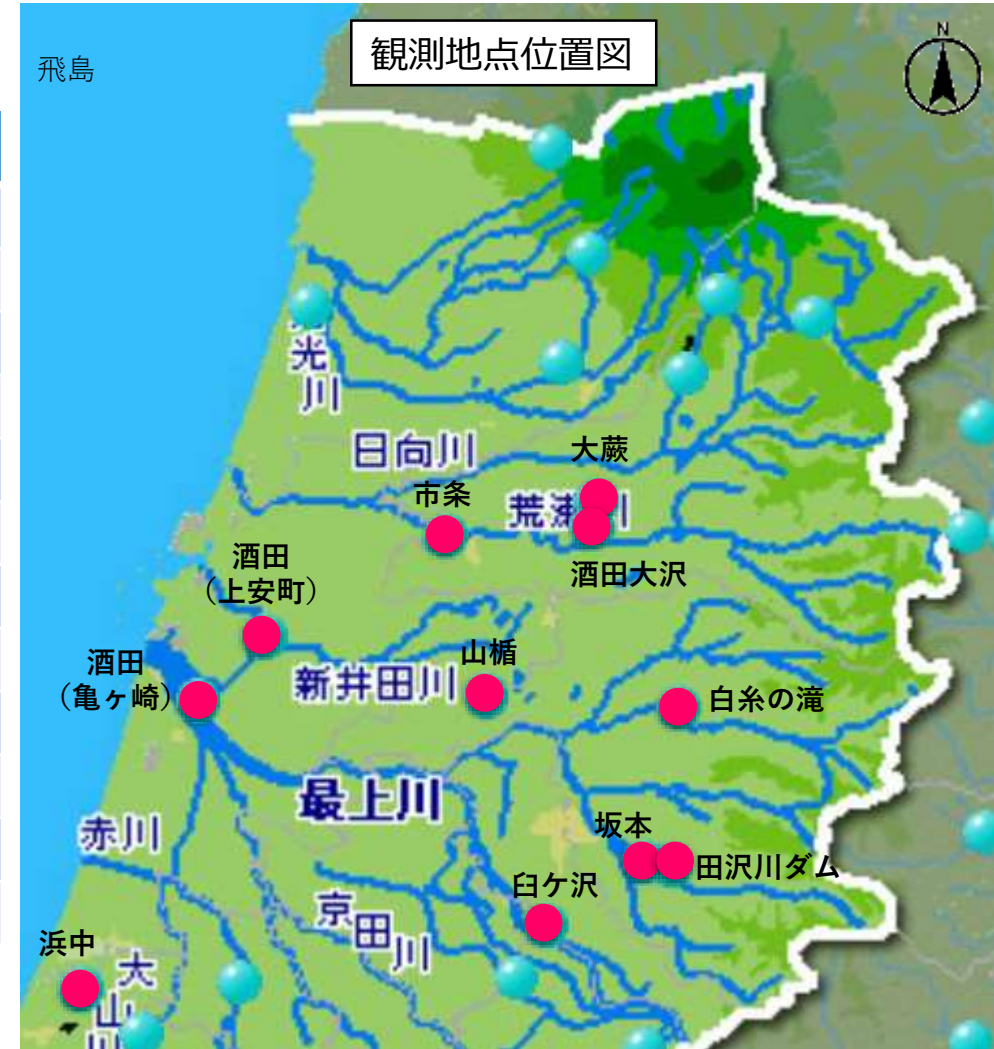 観測地点位置図
N
飛島
光
川
日向川
大蕨
市条
荒瀬川
酒田大沢
酒田
（上安町）
山楯
酒田
（亀ヶ崎）
新井田川
白糸の滝
最上川
赤川
坂本
田沢川ダム
臼ケ沢
京
田
川
浜中
大
山
川